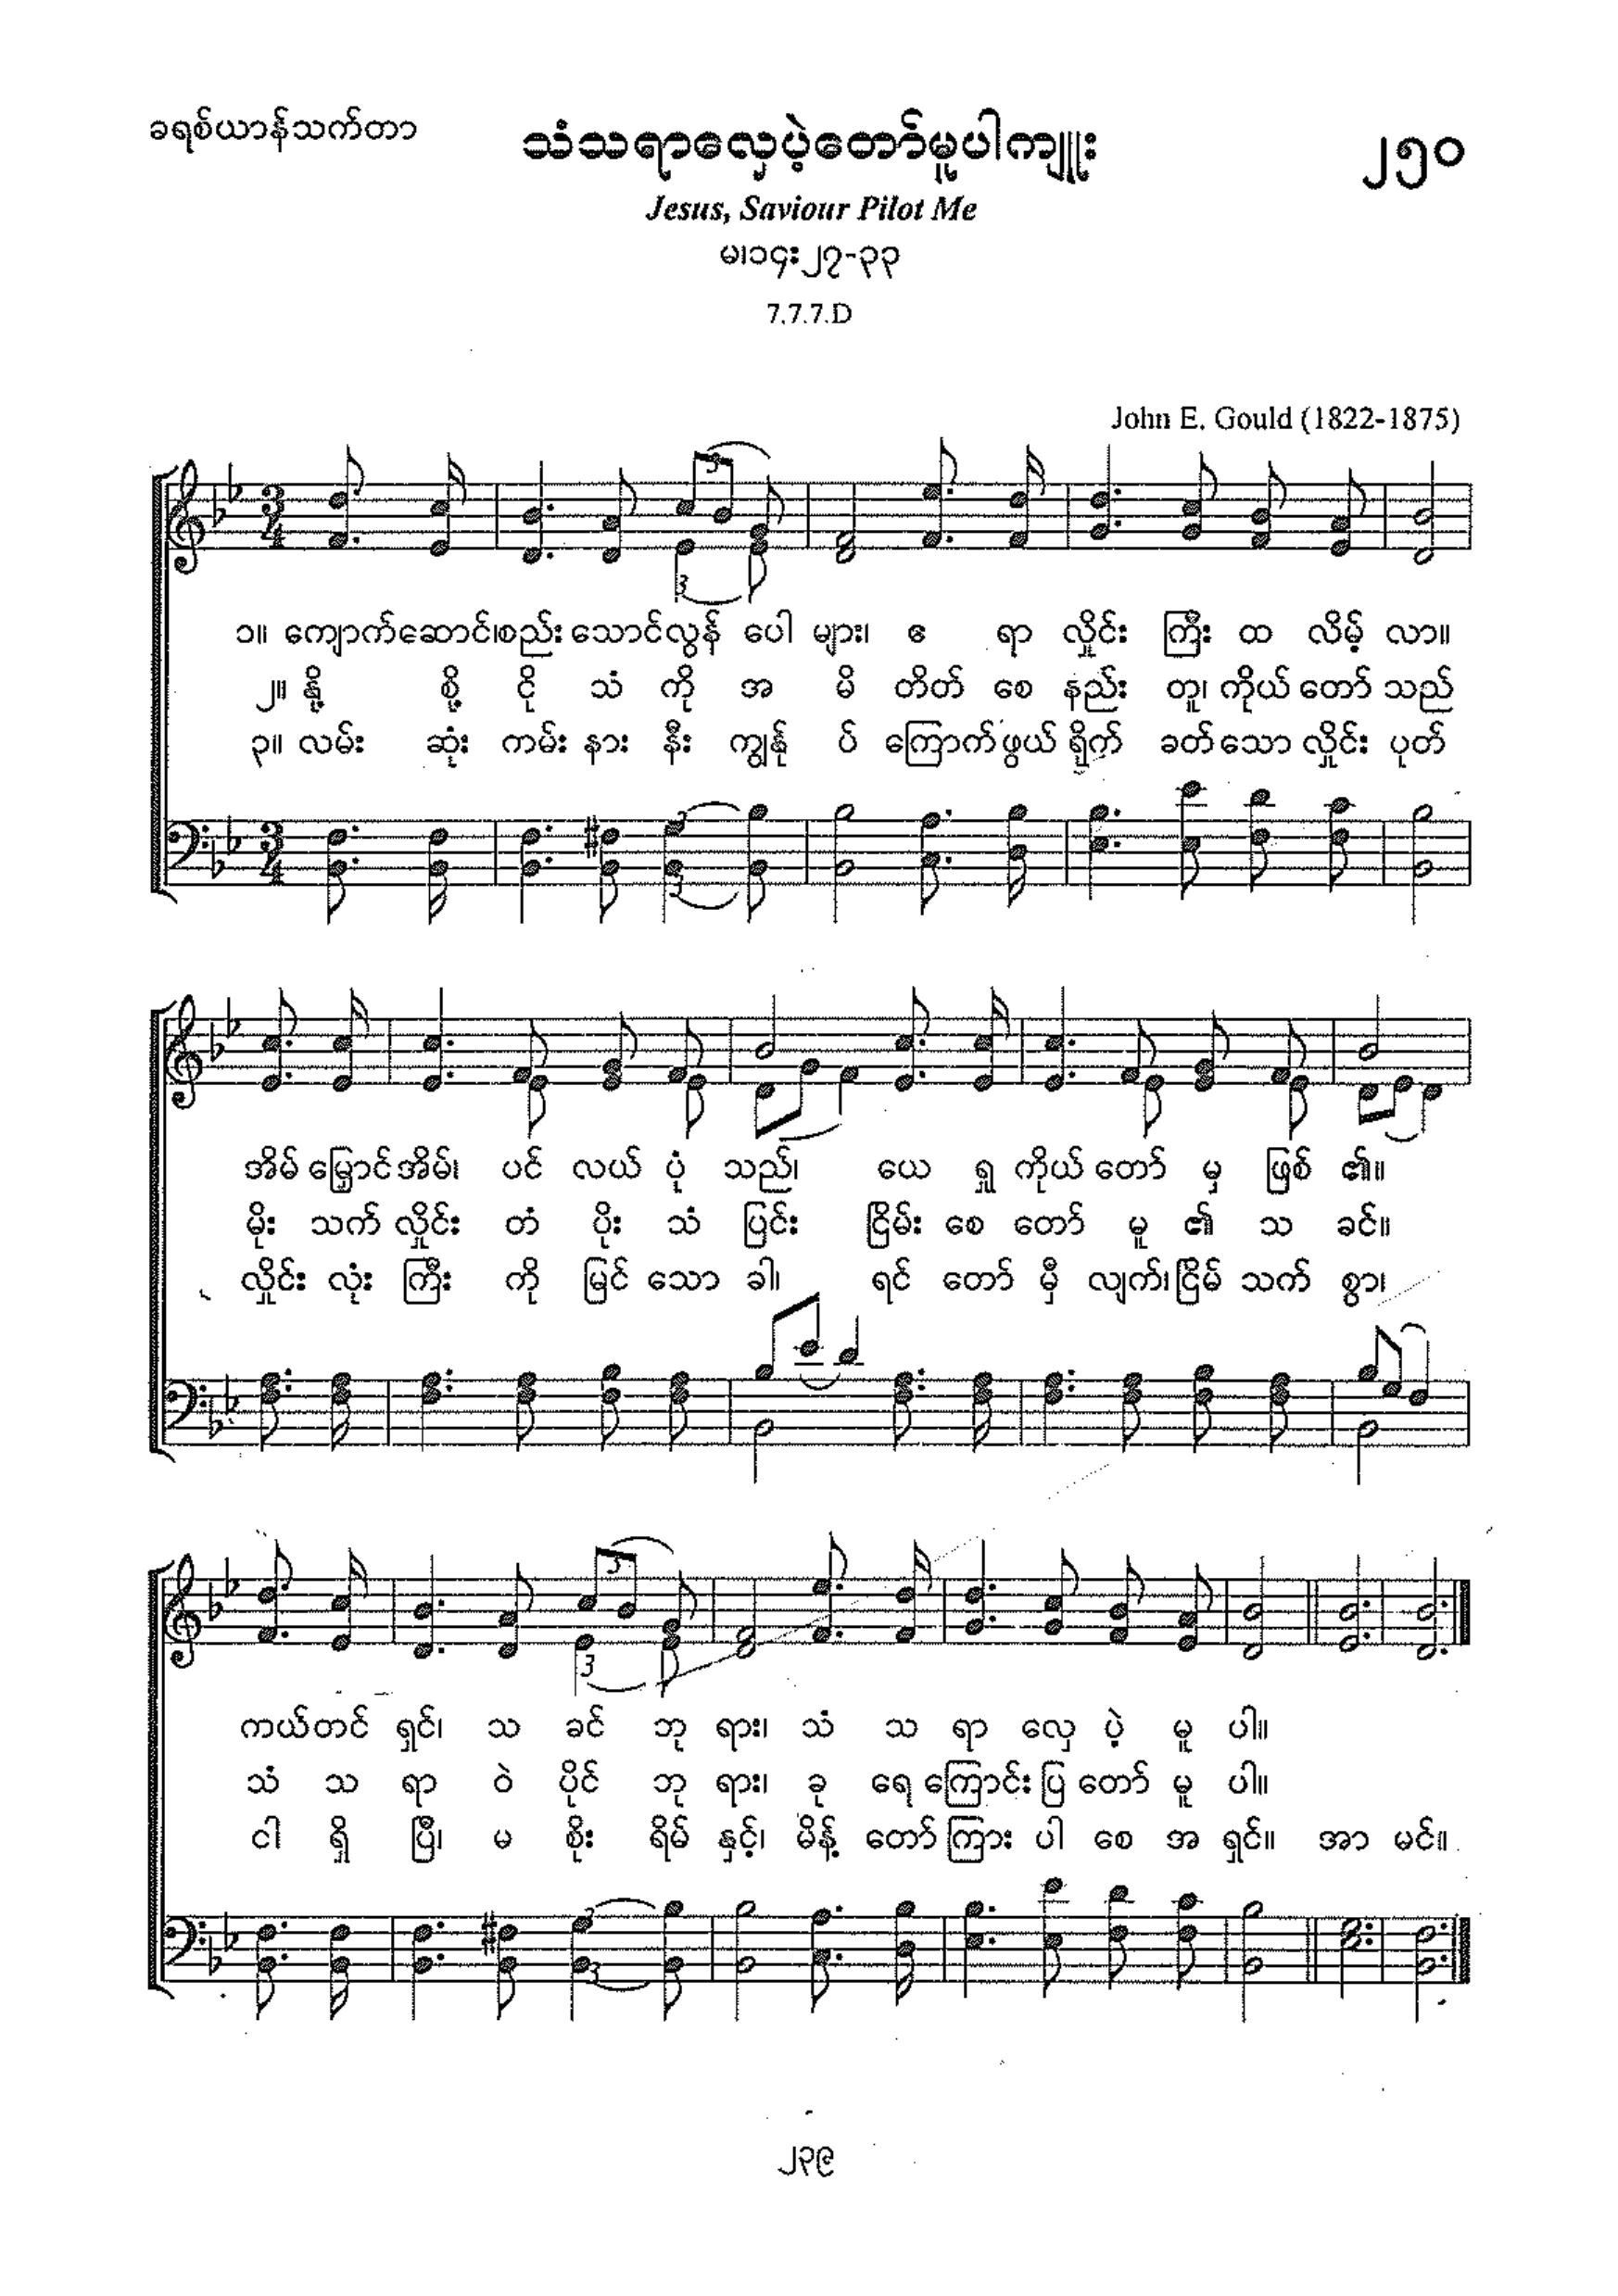 ခရစ်ယာန်သက်တာ
သံသရာလှေပဲ့တော်မူပါကျူး
၂၅၀
Jesus, Saviour Pilot Me
မ၊၁၄း၂၇-၃၃
7.7.7.D
John E. Gould (1822-1875)
၁။ ကျောက်ဆောင်၊စည်း သောင်လွန် ပေါ များ၊ ဧ ရာ လှိုင်း ကြီး ထ လိမ့် လာ။
၂။ နှို့ စို့ ငို သံ ကို အ မိ တိတ် စေ နည်း တူ၊ ကိုယ် တော် သည်
၃။ လမ်း ဆုံး ကမ်း နား နီး ကျွန်ုပ် ကြောက်ဖွယ် ရိုက် ခတ် သော လှိုင်း ပုတ်
အိမ် မြှောင်အိမ်၊ ပင် လယ် ပုံ သည်၊ ယေ ရှု ကိုယ် တော် မှ ဖြစ် ၏။
မိုး သက် လှိုင်း တံ ပိုး သံ ပြင်း ငြိမ်း စေ တော် မူ ၏ သ ခင်။
လှိုင်း လုံး ကြီး ကို မြင် သော ခါ၊ ရင် တော် မှီ လျက်၊ငြိမ် သက် စွာ၊
ကယ်တင် ရှင်၊ သ ခင် ဘု ရား၊ သံ သ ရာ လှေ ပဲ့ မူ ပါ။
သံ သ ရာ ဝဲ ပိုင် ဘု ရား၊ ခု ရေ ကြောင်း ပြ တော် မူ ပါ။
ငါ ရှိ ပြီ၊ မ စိုး ရိမ် နှင့်၊ မိန့် တော် ကြား ပါ စေ အ ရှင်။ အာ မင်။
၂၃၉